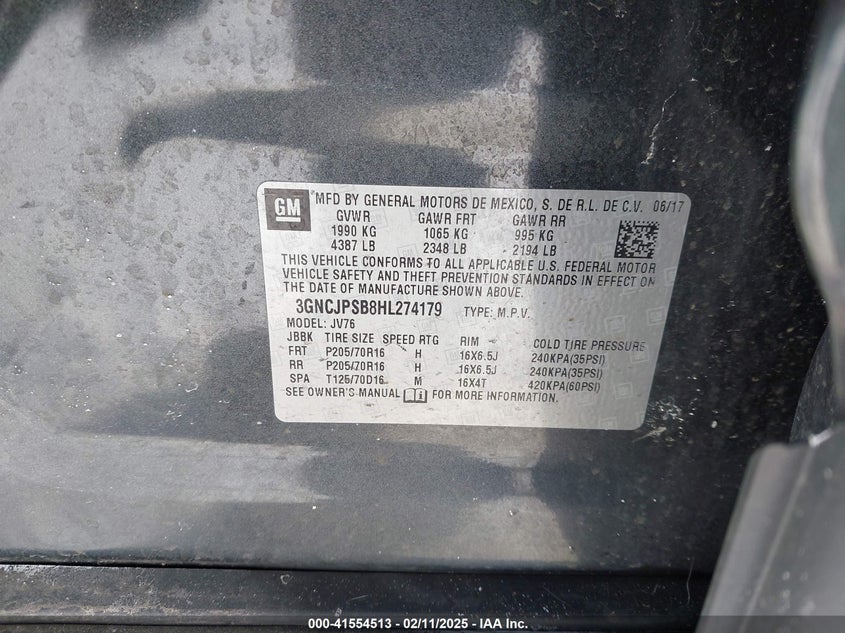 GM
MFD BY GENERAL MOTORS DE MEXICO, S. DE R.L. DE C.V. 06/17
GVWR GAWR FRT GAWR RR
1990 KG 1065 KG 995 KG
4387 LB 2348 LB 2194 LB
THIS VEHICLE CONFORMS TO ALL APPLICABLE U.S. FEDERAL MOTOR
VEHICLE SAFETY AND THEFT PREVENTION STANDARDS IN EFFECT ON
THE DATE OF MANUFACTURE SHOWN ABOVE.
3GNCJPSB8HL274179 TYPE: M.P.V.
MODEL: JV76
JBBK TIRE SIZE SPEED RTG RIM COLD TIRE PRESSURE
FRT P205/70R16 H 16X6.5J 240KPA(35PSI)
RR P205/70R16 H 16X6.5J 240KPA(35PSI)
SPA T125/70D16 M 16X4T 420KPA(60PSI)
SEE OWNER'S MANUAL FOR MORE INFORMATION.
000-41554513 - 02/11/2025 - IAA Inc.